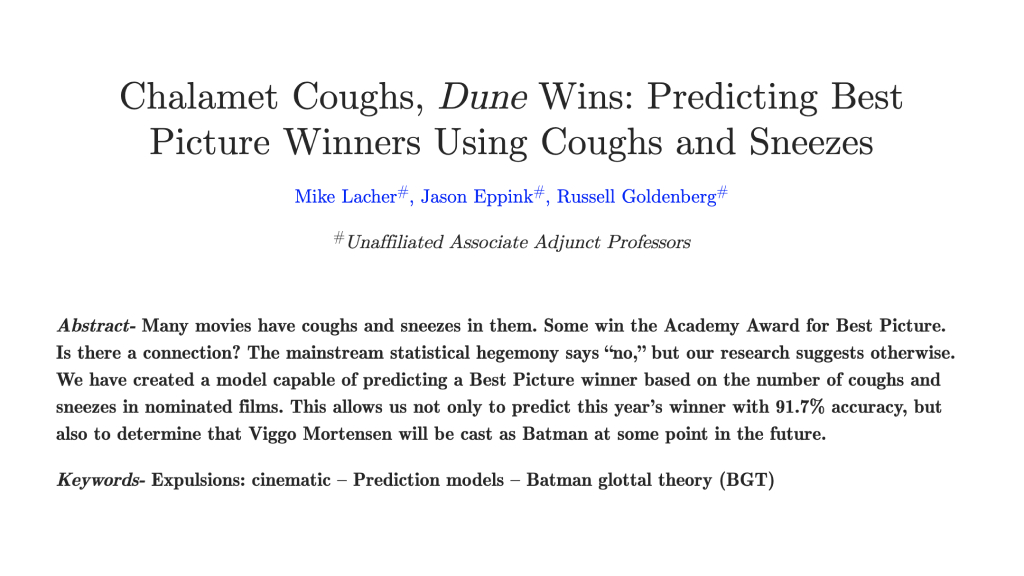 Chalamet Coughs, Dune Wins: Predicting Best
Picture Winners Using Coughs and Sneezes
Mike Lacher#, Jason Eppink#, Russell Goldenberg#
#Unaffiliated Associate Adjunct Professors
Abstract- Many movies have coughs and sneezes in them. Some win the Academy Award for Best Picture.
Is there a connection? The mainstream statistical hegemony says “no,” but our research suggests otherwise.
We have created a model capable of predicting a Best Picture winner based on the number of coughs and
sneezes in nominated films. This allows us not only to predict this year’s winner with 91.7% accuracy, but
also to determine that Viggo Mortensen will be cast as Batman at some point in the future.
Keywords- Expulsions: cinematic – Prediction models – Batman glottal theory (BGT)